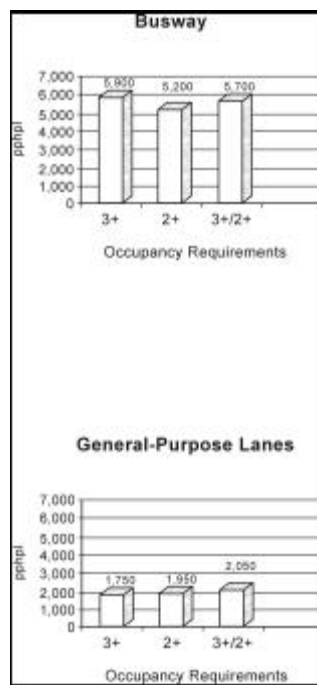 Busway
7,000
6,000
5,000
4,000
3,000
2,000
1,000
0
pphpl
5,900
5,200
5,700
3+ 2+ 3+/2+
Occupancy Requirements
General-Purpose Lanes
7,000
6,000
5,000
4,000
3,000
2,000
1,000
0
pphpl
1,750
1,950
2,050
3+ 2+ 3+/2+
Occupancy Requirements